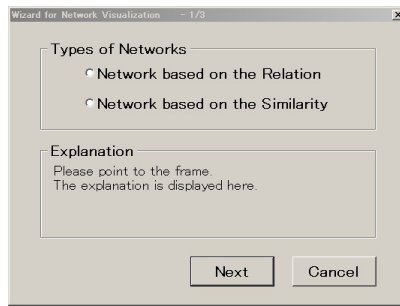 Wizard for Network Visualization - 1/3
Types of Networks
Network based on the Relation
Network based on the Similarity
Explanation
Please point to the frame.
The explanation is displayed here.
Next Cancel